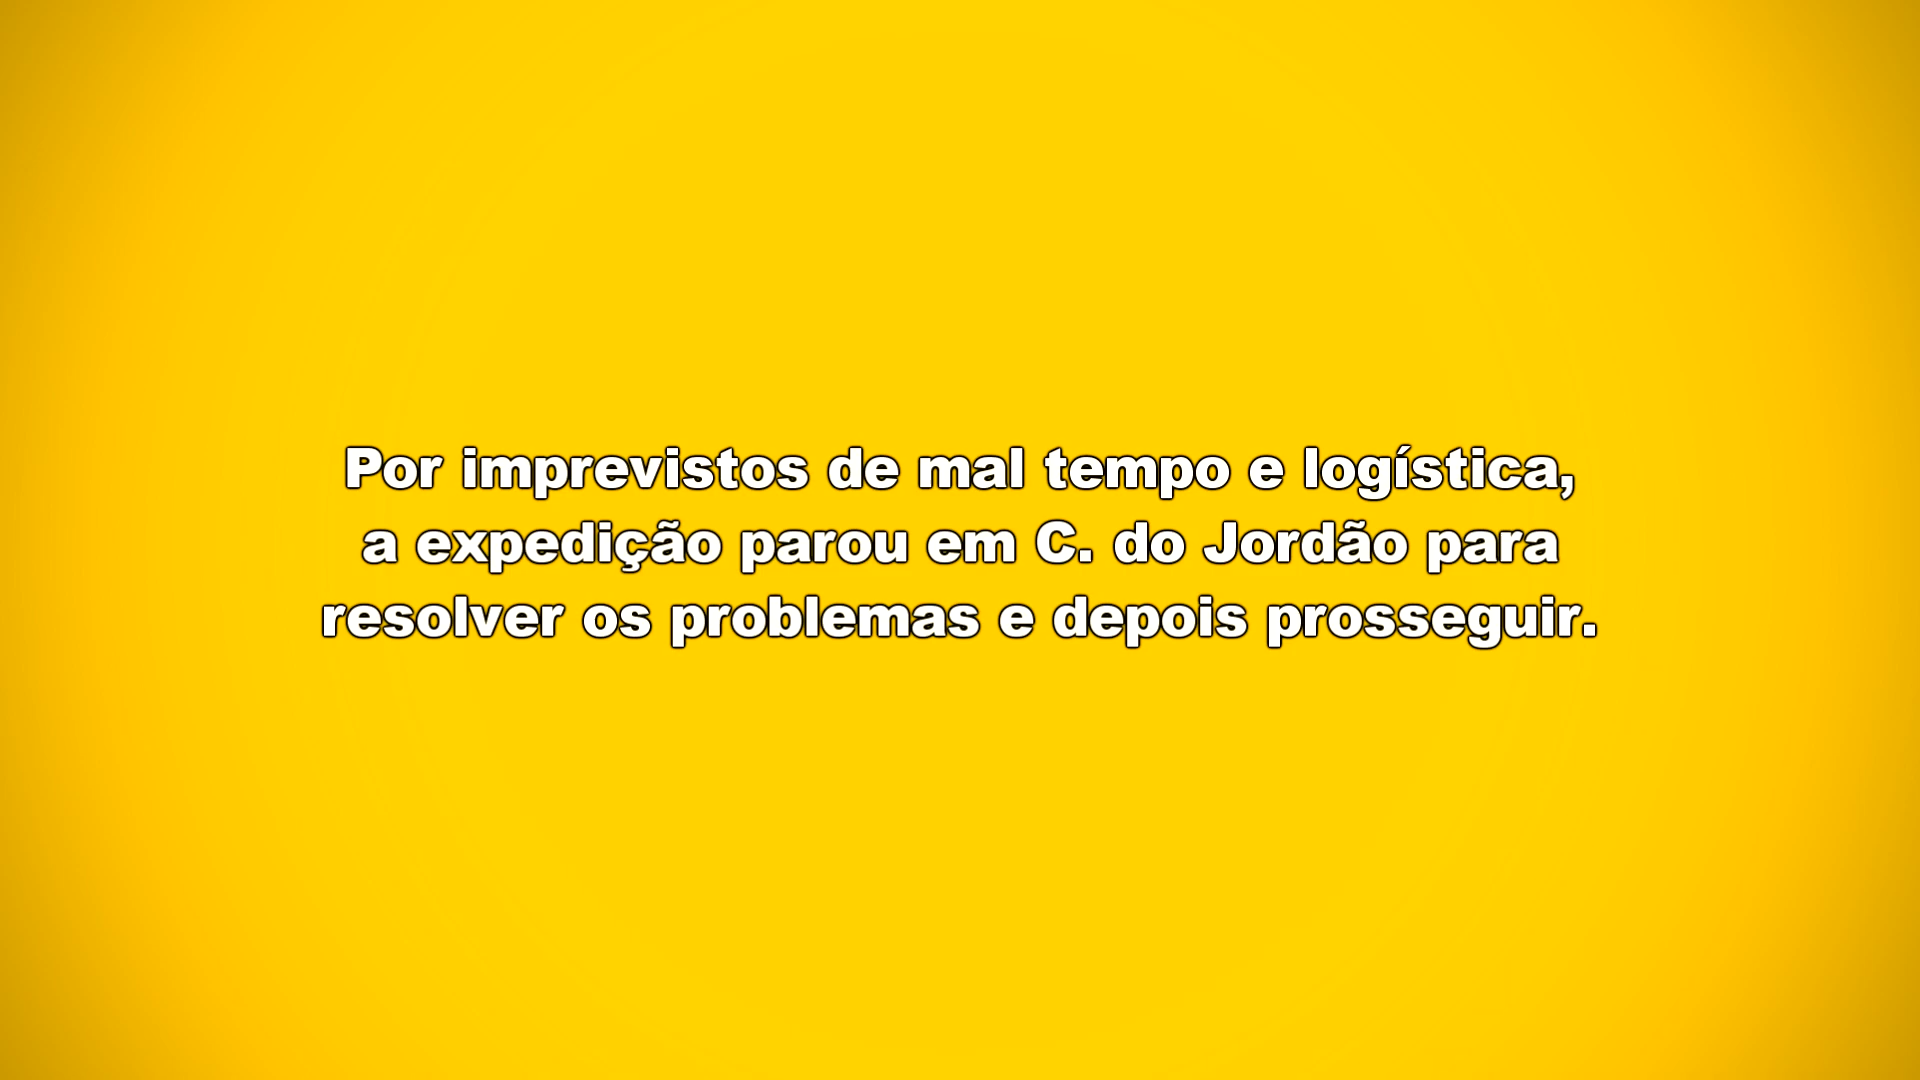 Por imprevistos de mal tempo e logística,
a expedição parou em C. do Jordão para
resolver os problemas e depois prosseguir.